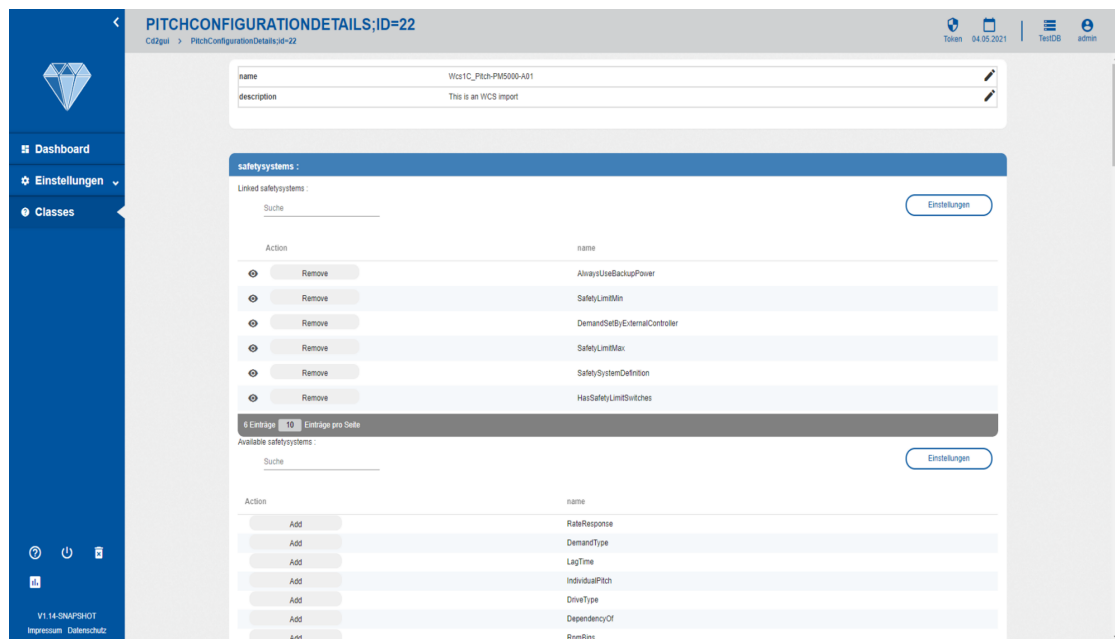 PITCHCONFIGURATIONDETAILS;ID=22
Cd2gui > PitchConfigurationDetails;id=22
Token
04.05.2021
TestDB
admin
Dashboard
Einstellungen
Classes
V1.14-SNAPSHOT
Impressum Datenschutz
name Wcs1C_Pitch-PM5000-A01
description This is an WCS import
safetysystems :
Linked safetysystems :
Suche
Einstellungen
Action name
Remove AlwaysUseBackupPower
Remove SafetyLimitMin
Remove DemandSetByExternalController
Remove SafetyLimitMax
Remove SafetySystemDefinition
Remove HasSafetyLimitSwitches
6 Einträge 10 Einträge pro Seite
Available safetysystems :
Suche
Einstellungen
Action name
Add RateResponse
Add DemandType
Add LagTime
Add IndividualPitch
Add DriveType
Add DependencyOf
Add RpmBins